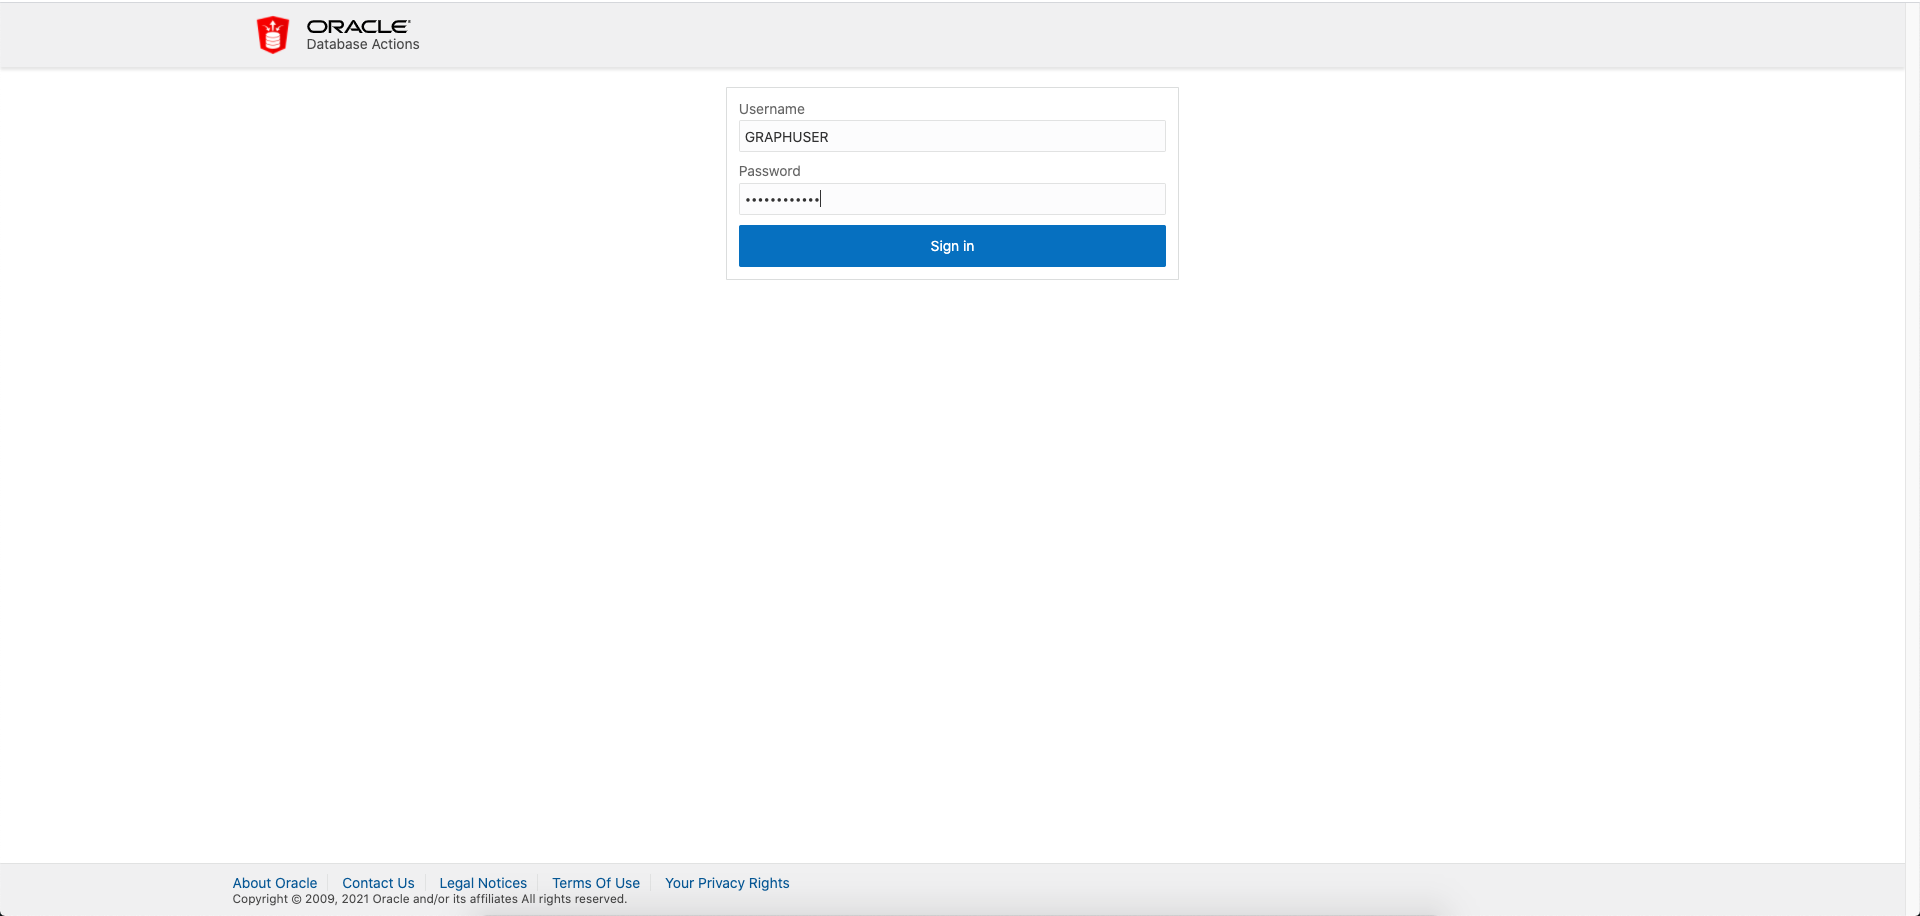 ORACLE
Database Actions
Username
GRAPHUSER
Password
••••••••••••
Sign in
About Oracle Contact Us Legal Notices Terms Of Use Your Privacy Rights
Copyright © 2009, 2021 Oracle and/or its affiliates All rights reserved.